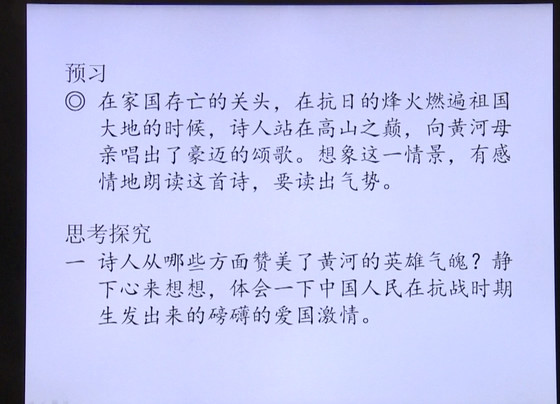 预习
◎ 在家国存亡的关头，在抗日的烽火燃遍祖国
大地的时候，诗人站在高山之巅，向黄河母
亲唱出了豪迈的颂歌。想象这一情景，有感
情地朗读这首诗，要读出气势。
思考探究
一 诗人从哪些方面赞美了黄河的英雄气魄？静
下心来想想，体会一下中国人民在抗战时期
生发出来的磅礴的爱国激情。